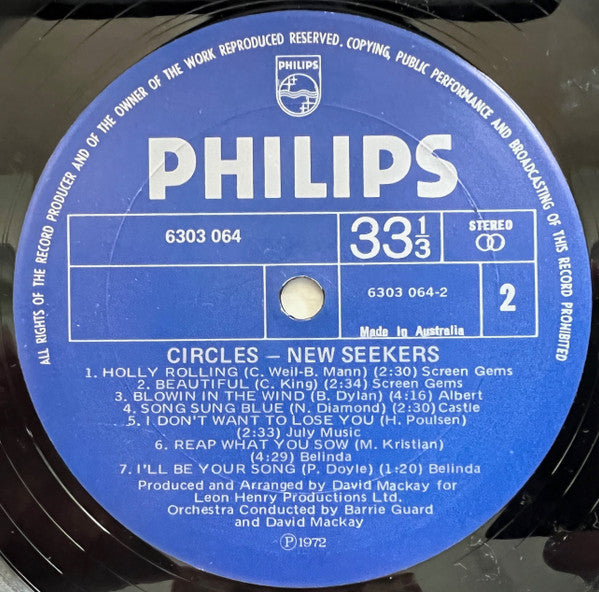 ALL RIGHTS OF THE RECORD PRODUCER AND OF THE OWNER OF THE WORK REPRODUCED RESERVED. COPYING, PUBLIC PERFORMANCE AND BROADCASTING OF THIS RECORD PROHIBITED
PHILIPS
PHILIPS
6303 064
33 1/3
STEREO
6303 064-2
2
Made in Australia
CIRCLES – NEW SEEKERS
1. HOLLY ROLLING (C. Weil-B. Mann) (2:30) Screen Gems
2. BEAUTIFUL (C. King) (2:34) Screen Gems
3. BLOWIN IN THE WIND (B. Dylan) (4:16) Albert
4. SONG SUNG BLUE (N. Diamond) (2:30) Castle
5. I DON'T WANT TO LOSE YOU (H. Poulsen)
(2:33) July Music
6. REAP WHAT YOU SOW (M. Kristian)
(4:29) Belinda
7. I'LL BE YOUR SONG (P. Doyle) (1:20) Belinda
Produced and Arranged by David Mackay for
Leon Henry Productions Ltd.
Orchestra Conducted by Barrie Guard
and David Mackay
Ⓟ1972